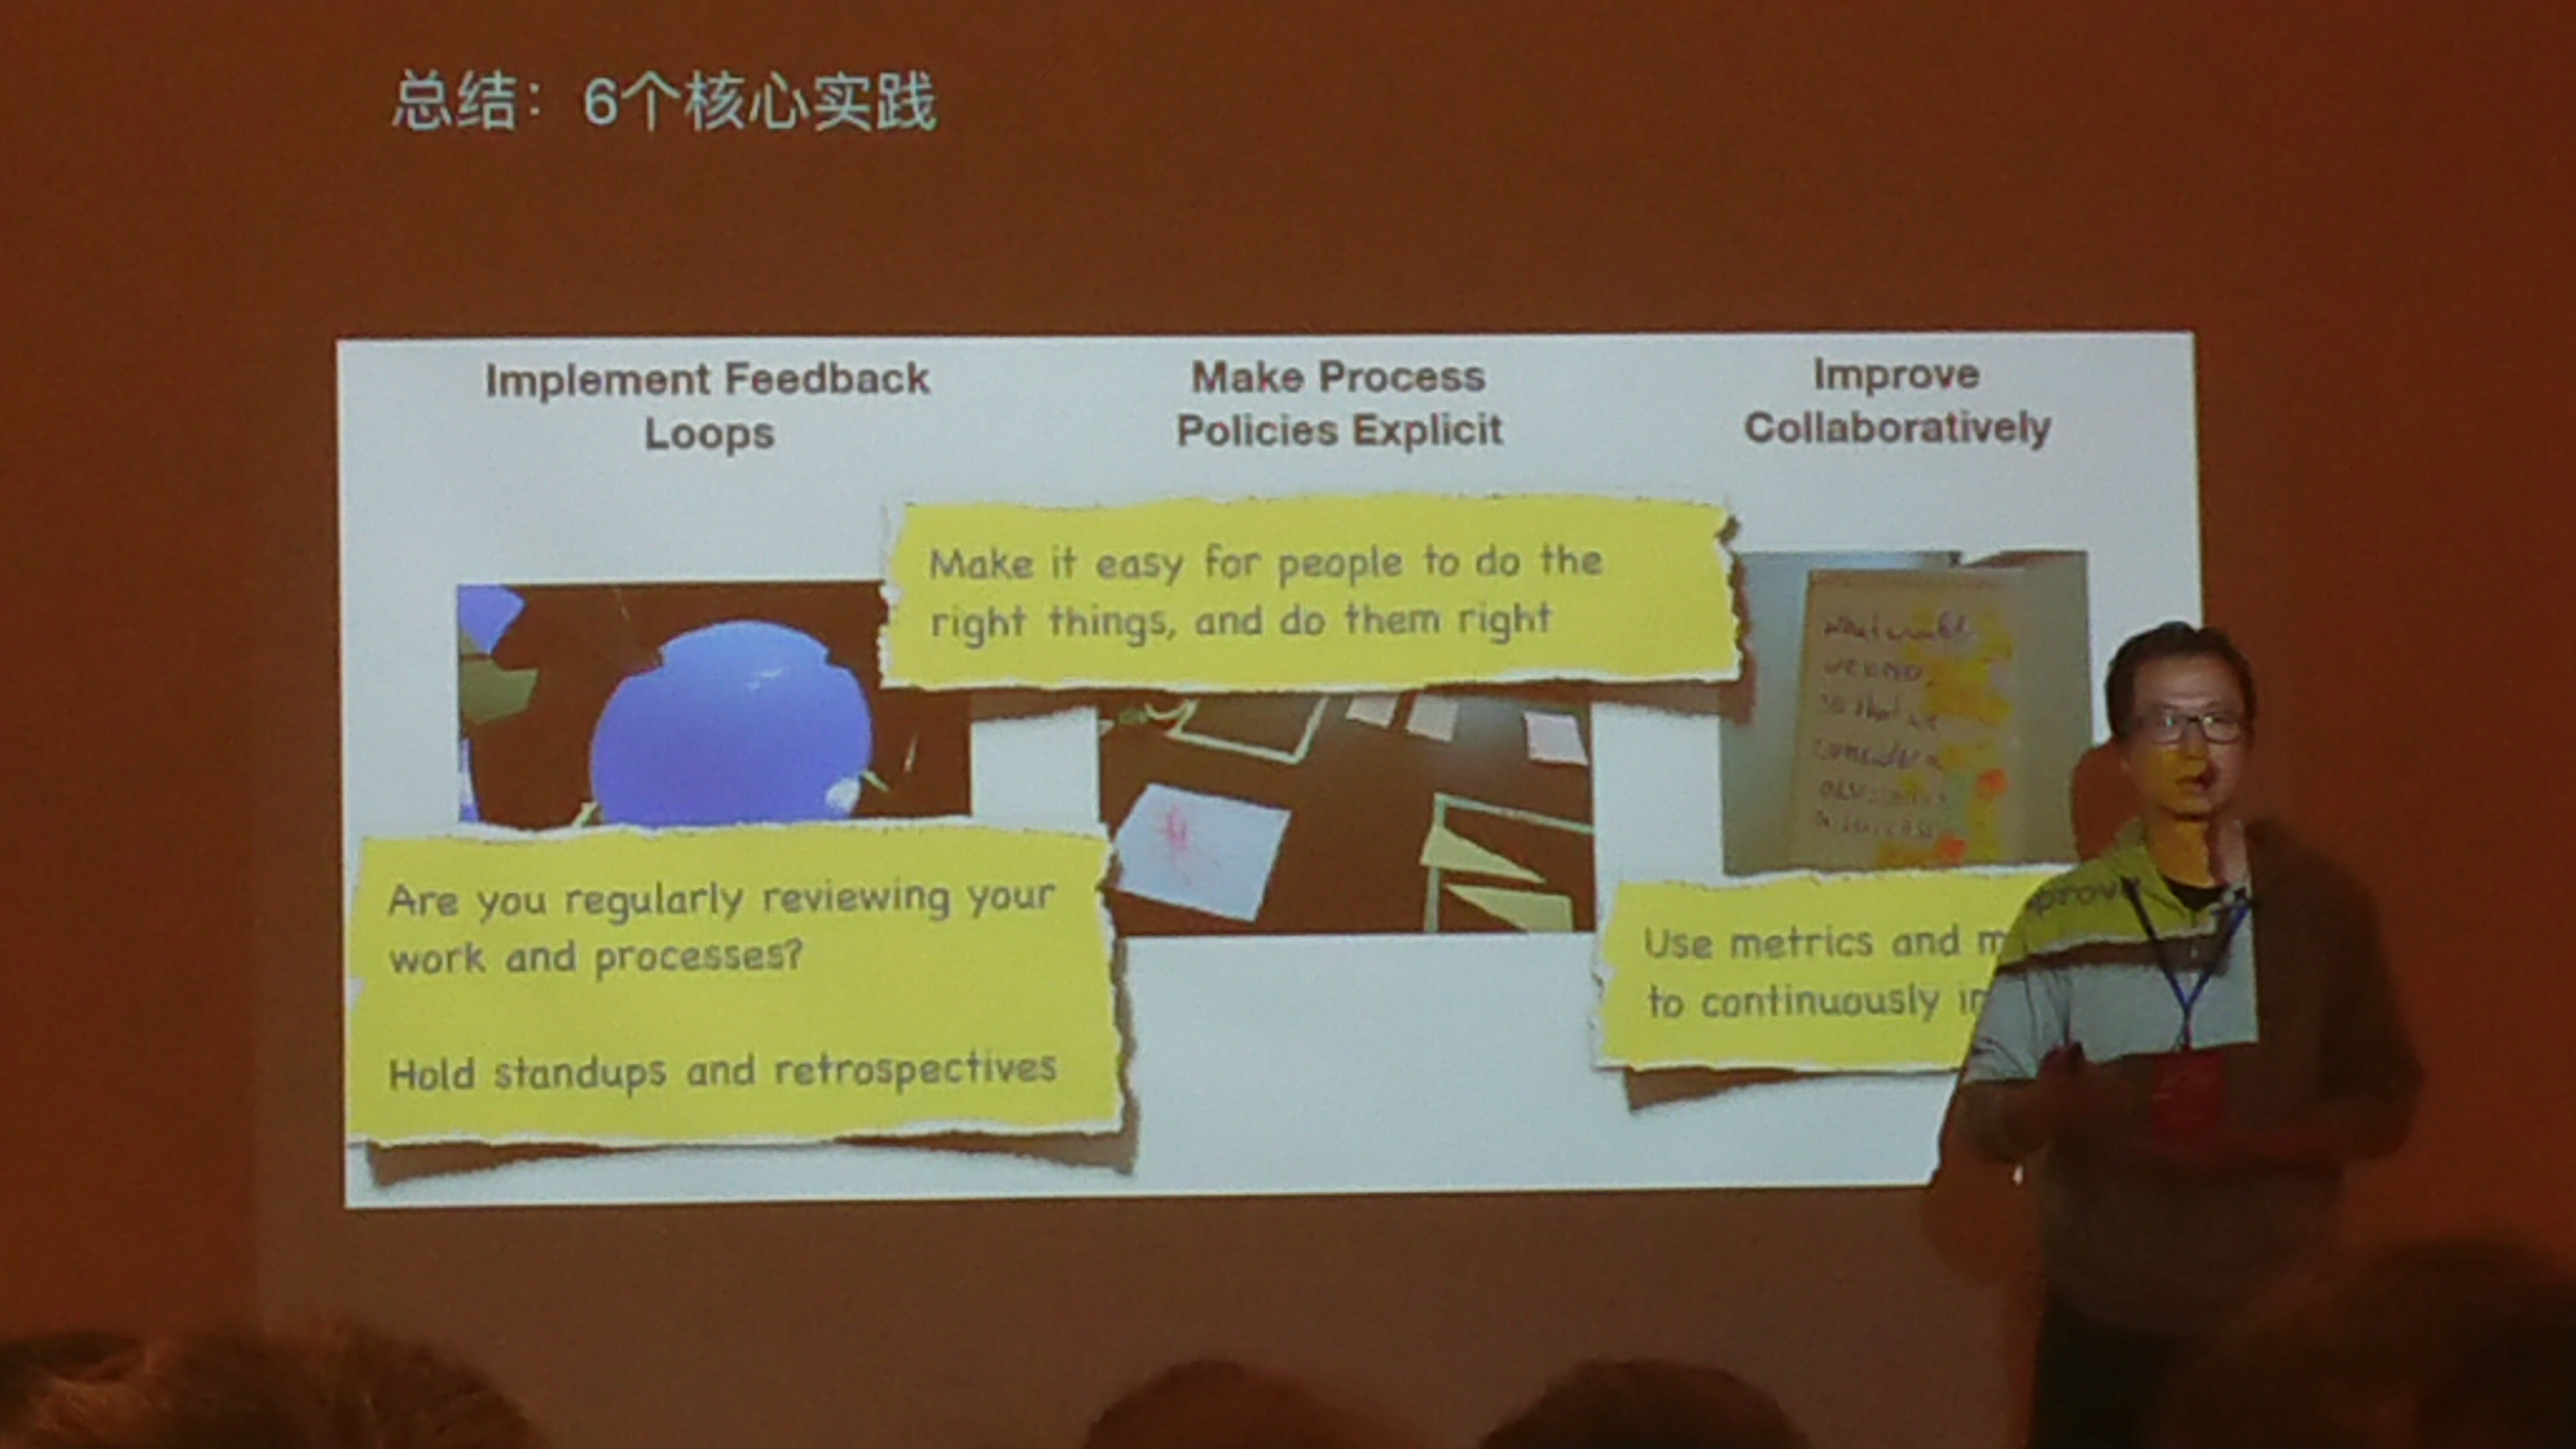 总结：6个核心实践
Implement Feedback
Loops
Make Process
Policies Explicit
Improve
Collaboratively
Make it easy for people to do the
right things, and do them right
Are you regularly reviewing your
work and processes?
Hold standups and retrospectives
Use metrics and
to continuously